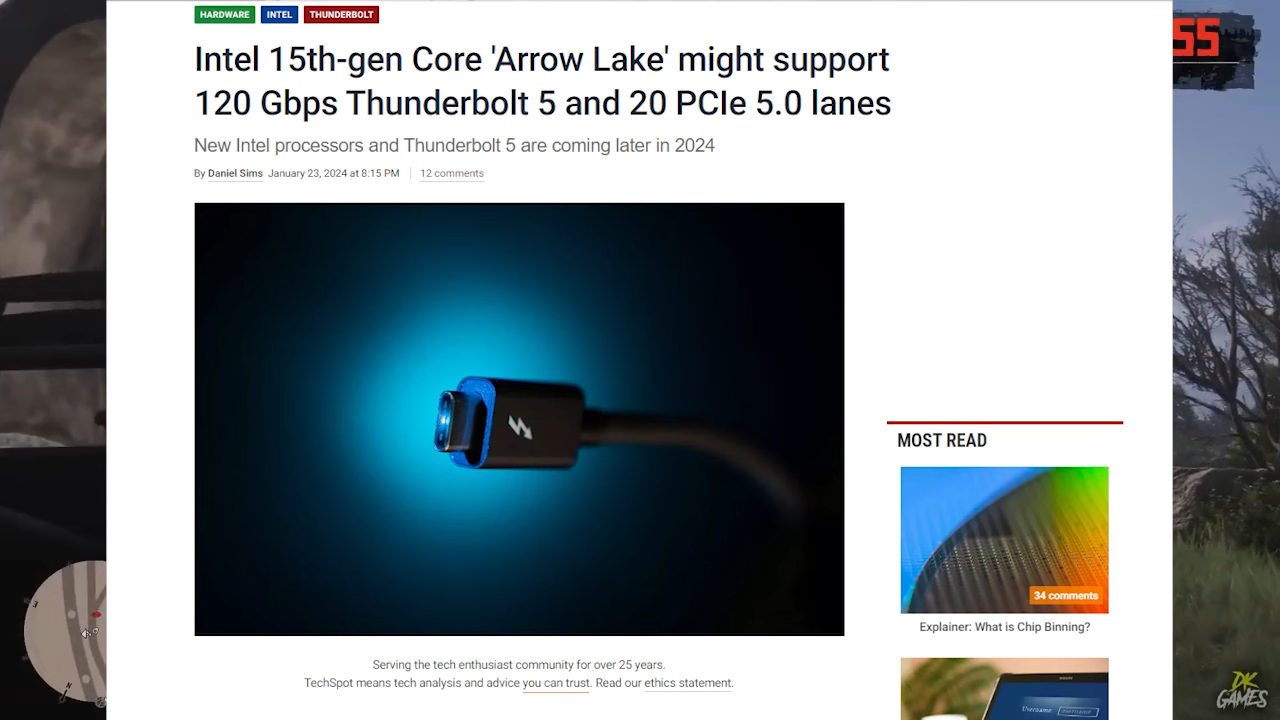 HARDWARE INTEL THUNDERBOLT
Intel 15th-gen Core 'Arrow Lake' might support
120 Gbps Thunderbolt 5 and 20 PCIe 5.0 lanes
New Intel processors and Thunderbolt 5 are coming later in 2024
By Daniel Sims January 23, 2024 at 8:15 PM 12 comments
55
MOST READ
34 comments
Explainer: What is Chip Binning?
Serving the tech enthusiast community for over 25 years.
TechSpot means tech analysis and advice you can trust. Read our ethics statement.
Username username
E
N
DK
GAMES